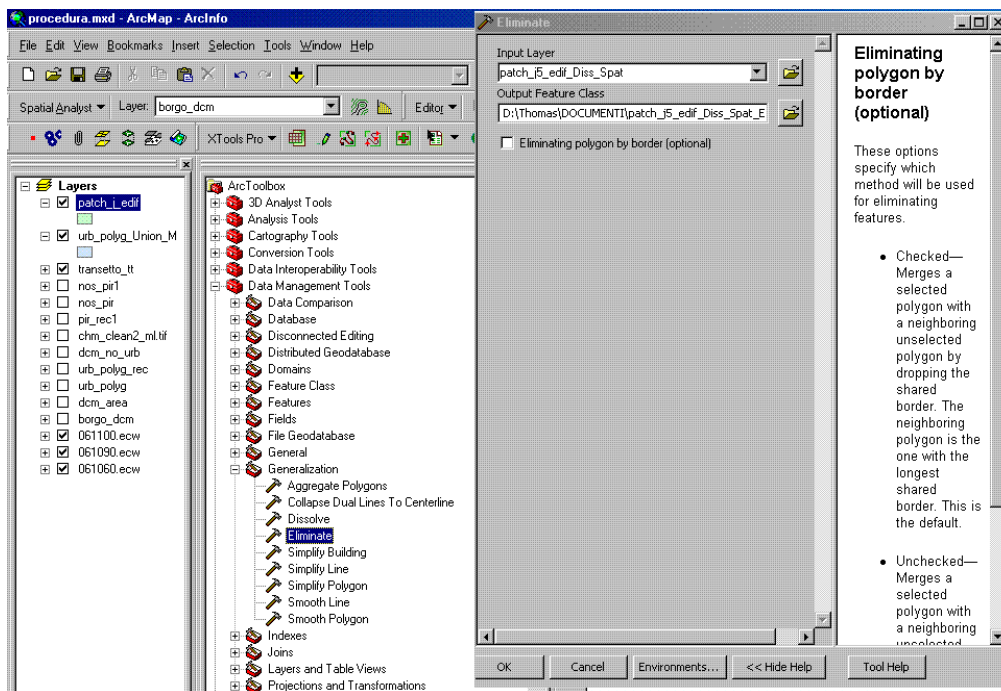 procedura.mxd - ArcMap - ArcInfo
File Edit View Bookmarks Insert Selection Tools Window Help
Spatial Analyst Layer: borgo_dcm Editor
XTools Pro
Layers
patch_j_edif
urb_polyg_Union_M
transetto_tt
nos_pir1
nos_pir
pir_rec1
chm_clean2_ml.tif
dcm_no_urb
urb_polyg_rec
urb_polyg
dcm_area
borgo_dcm
061100.ecw
061090.ecw
061060.ecw
ArcToolbox
3D Analyst Tools
Analysis Tools
Cartography Tools
Conversion Tools
Data Interoperability Tools
Data Management Tools
Data Comparison
Database
Disconnected Editing
Distributed Geodatabase
Domains
Feature Class
Features
Fields
File Geodatabase
General
Generalization
Aggregate Polygons
Collapse Dual Lines To Centerline
Dissolve
Eliminate
Simplify Building
Simplify Line
Simplify Polygon
Smooth Line
Smooth Polygon
Indexes
Joins
Layers and Table Views
Projections and Transformations
Eliminate
Input Layer
patch_j5_edif_Diss_Spat
Output Feature Class
D:\Thomas\DOCUMENTI\patch_j5_edif_Diss_Spat_E
Eliminating polygon by border (optional)
Eliminating
polygon by
border
(optional)
These options
specify which
method will be used
for eliminating
features.
• Checked—
Merges a
selected
polygon with
a neighboring
unselected
polygon by
dropping the
shared
border. The
neighboring
polygon is the
one with the
longest
shared
border. This is
the default.
• Unchecked—
Merges a
selected
polygon with
a neighboring
unselected
OK Cancel Environments... << Hide Help Tool Help